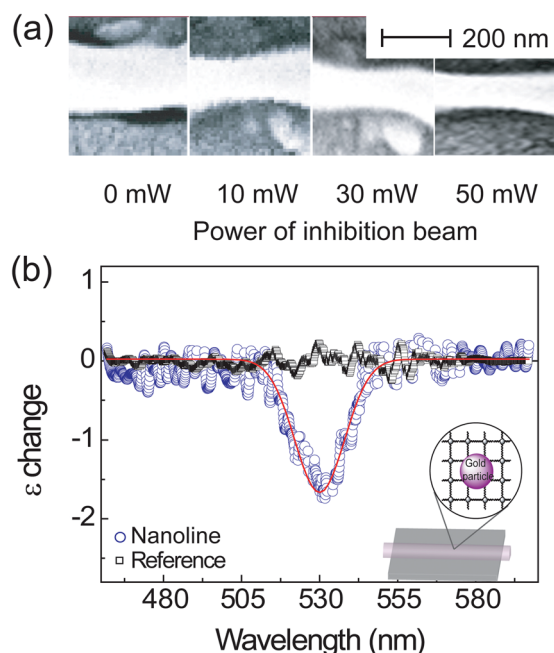 (a)
200 nm
0 mW 10 mW 30 mW 50 mW
Power of inhibition beam
(b)
1
0
-1
-2
ε change
Gold
particle
Nanoline
Reference
480 505 530 555 580
Wavelength (nm)